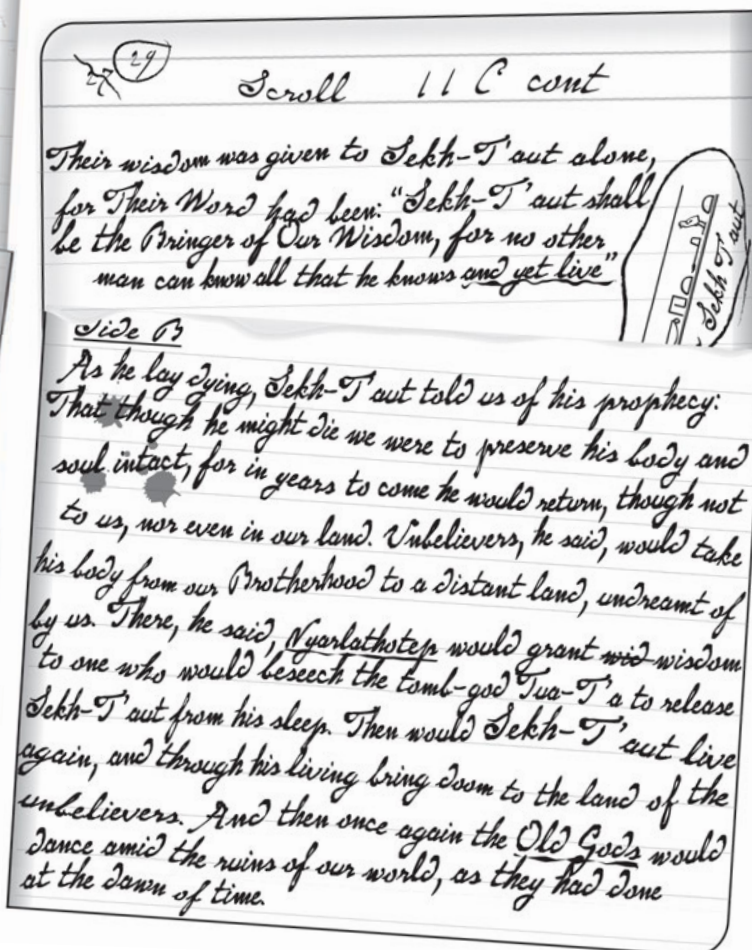 27 29
Scroll 11 C cont
Their wisdom was given to Sekh-T'aut alone,
for Their Word had been: "Sekh-T'aut shall
be the Bringer of Our Wisdom, for no other
man can know all that he knows and yet live"
Sekh-T'aut
Side B
As he lay dying, Sekh-T'aut told us of his prophecy:
That though he might die we were to preserve his body and
soul intact, for in years to come he would return, though not
to us, nor even in our land. Unbelievers, he said, would take
his body from our Brotherhood to a distant land, undreamt of
by us. There, he said, Nyarlathotep would grant wid wisdom
to one who would beseech the tomb-god Tua-T'a to release
Sekh-T'aut from his sleep. Then would Sekh-T'aut live
again, and through his living bring doom to the land of the
unbelievers. And then once again the Old Gods would
dance amid the ruins of our world, as they had done
at the dawn of time.